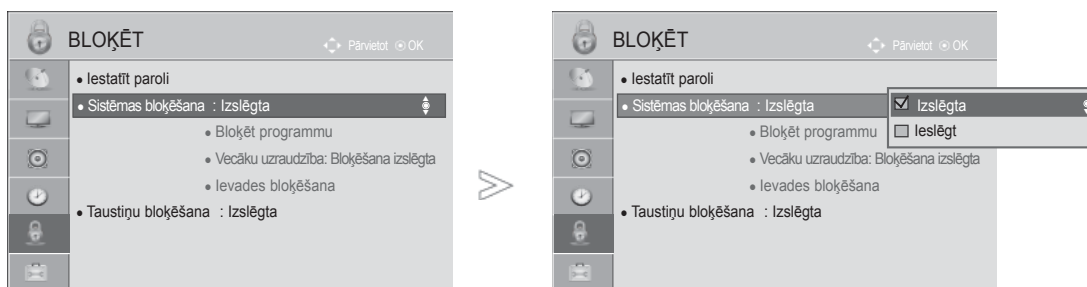 BLOĶĒT
Pārvietot OK
• Iestatīt paroli
• Sistēmas bloķēšana : Izslēgta
• Bloķēt programmu
• Vecāku uzraudzība: Bloķēšana izslēgta
• Ievades bloķēšana
• Taustiņu bloķēšana : Izslēgta
BLOĶĒT
Pārvietot OK
• Iestatīt paroli
• Sistēmas bloķēšana : Izslēgta
Izslēgta
• Bloķēt programmu
Ieslēgt
• Vecāku uzraudzība: Bloķēšana izslēgta
• Ievades bloķēšana
• Taustiņu bloķēšana : Izslēgta